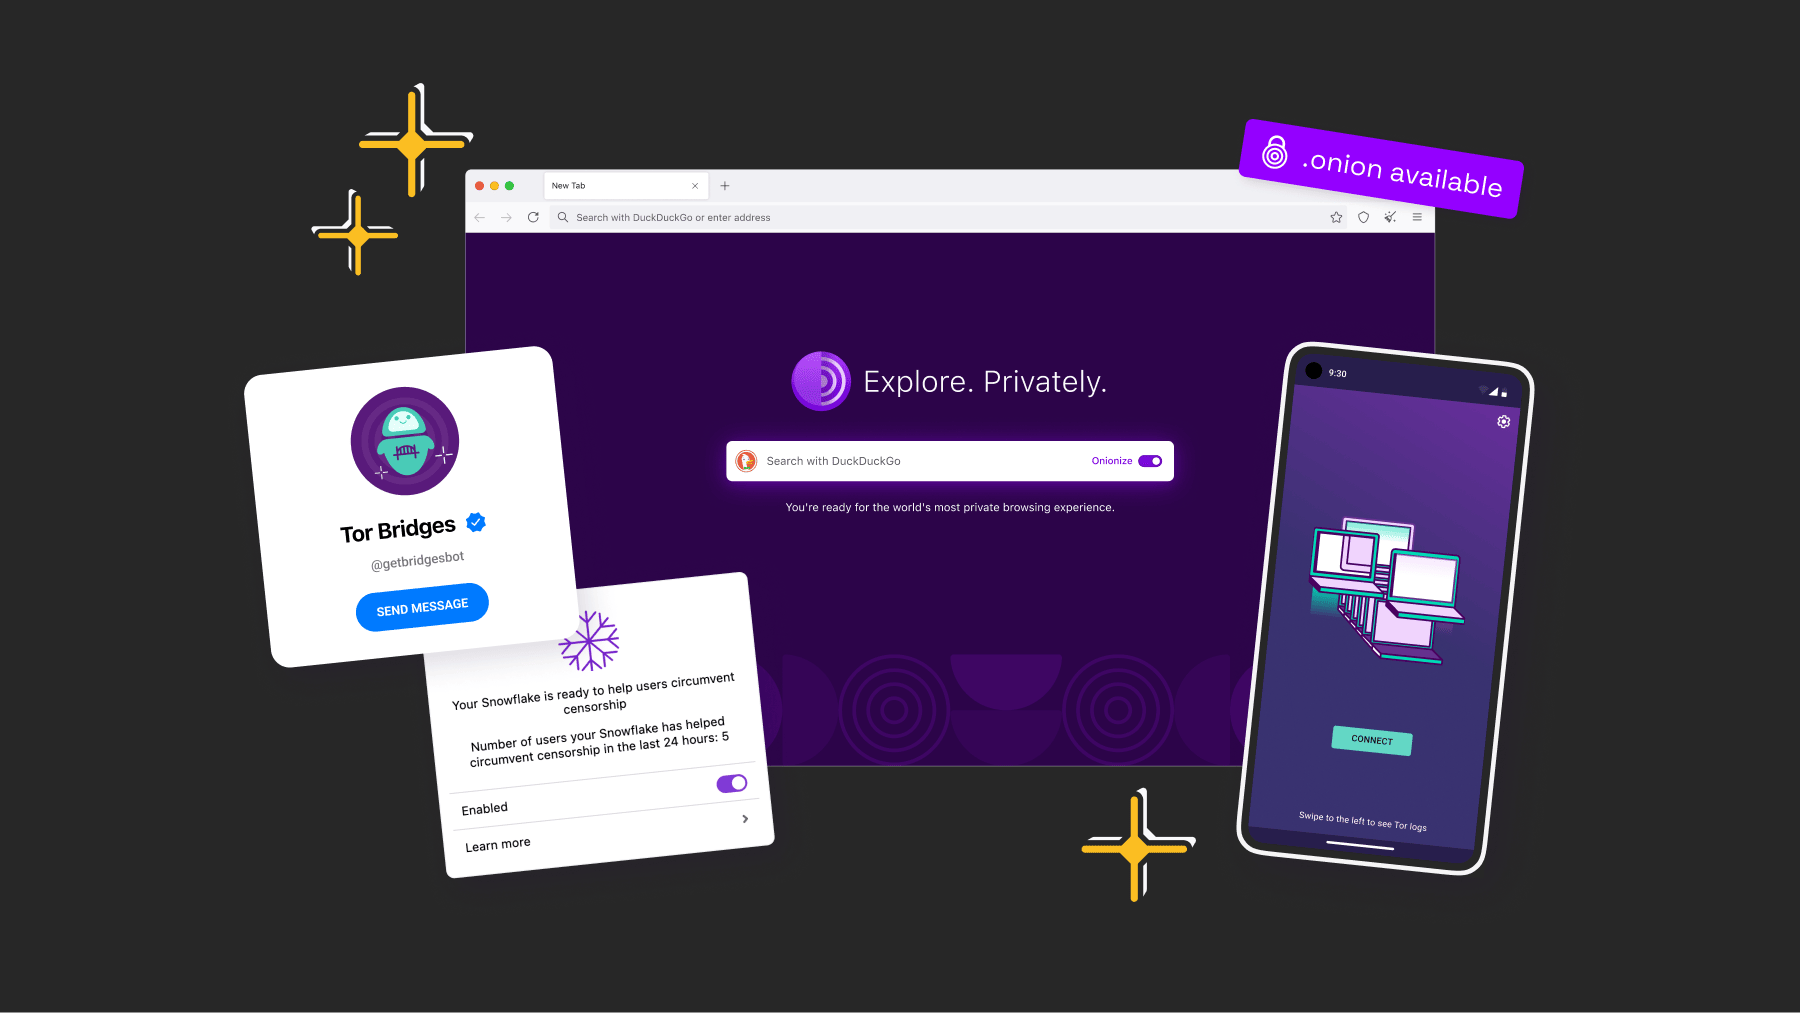 .onion available
New Tab
Search with DuckDuckGo or enter address
Explore. Privately.
Search with DuckDuckGo
Onionize
You're ready for the world's most private browsing experience.
Tor Bridges
@getbridgesbot
SEND MESSAGE
Your Snowflake is ready to help users circumvent
censorship
Number of users your Snowflake has helped
circumvent censorship in the last 24 hours: 5
Enabled
Learn more
9:30
CONNECT
Swipe to the left to see Tor logs